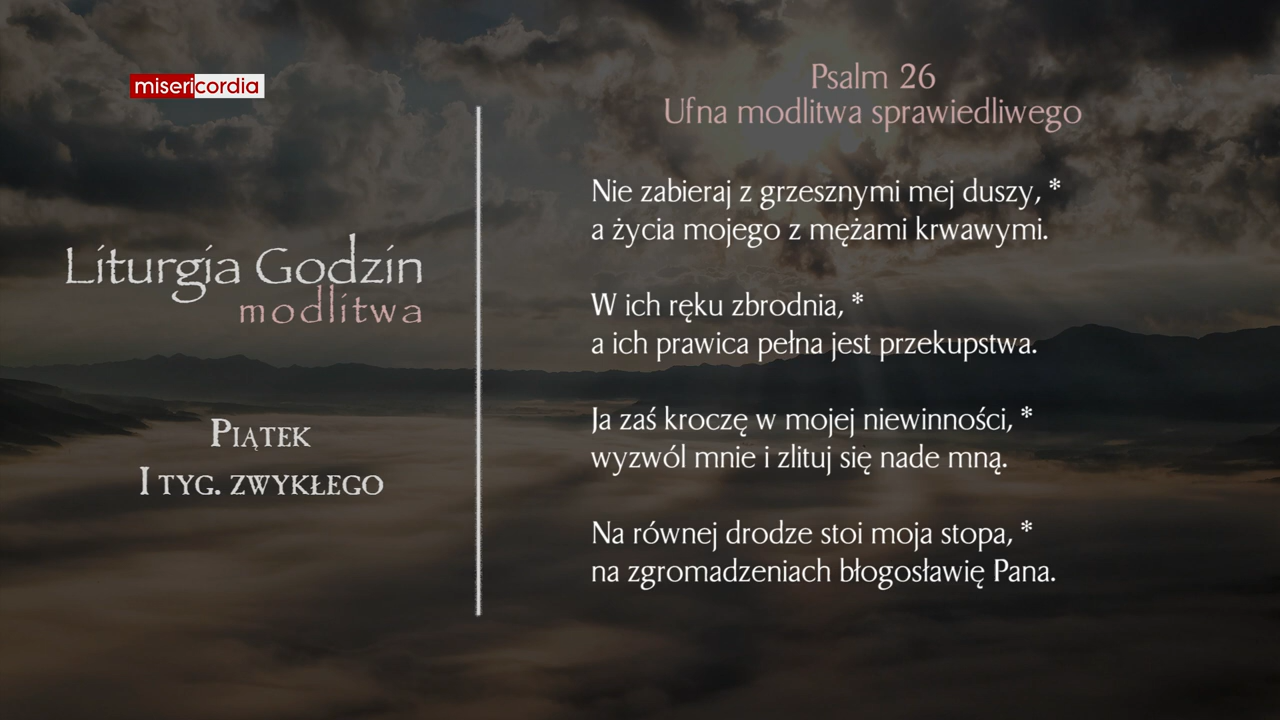 misericordia
Liturgia Godzin
modlitwa
Piątek
I tyg. zwykłego
Psalm 26
Ufna modlitwa sprawiedliwego
Nie zabieraj z grzesznymi mej duszy, *
a życia mojego z mężami krwawymi.
W ich ręku zbrodnia, *
a ich prawica pełna jest przekupstwa.
Ja zaś kroczę w mojej niewinności, *
wyzwól mnie i zlituj się nade mną.
Na równej drodze stoi moja stopa, *
na zgromadzeniach błogosławię Pana.